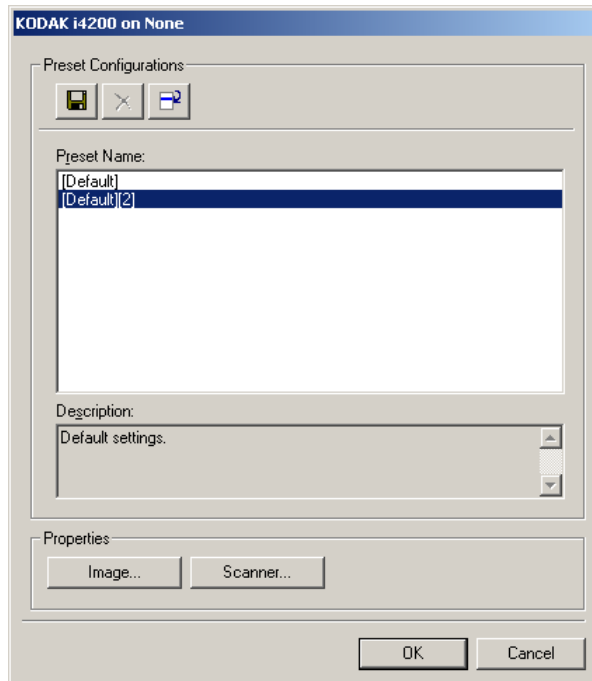 KODAK i4200 on None
Preset Configurations
Preset Name:
[Default]
[Default][2]
Description:
Default settings.
Properties
Image...
Scanner...
OK
Cancel